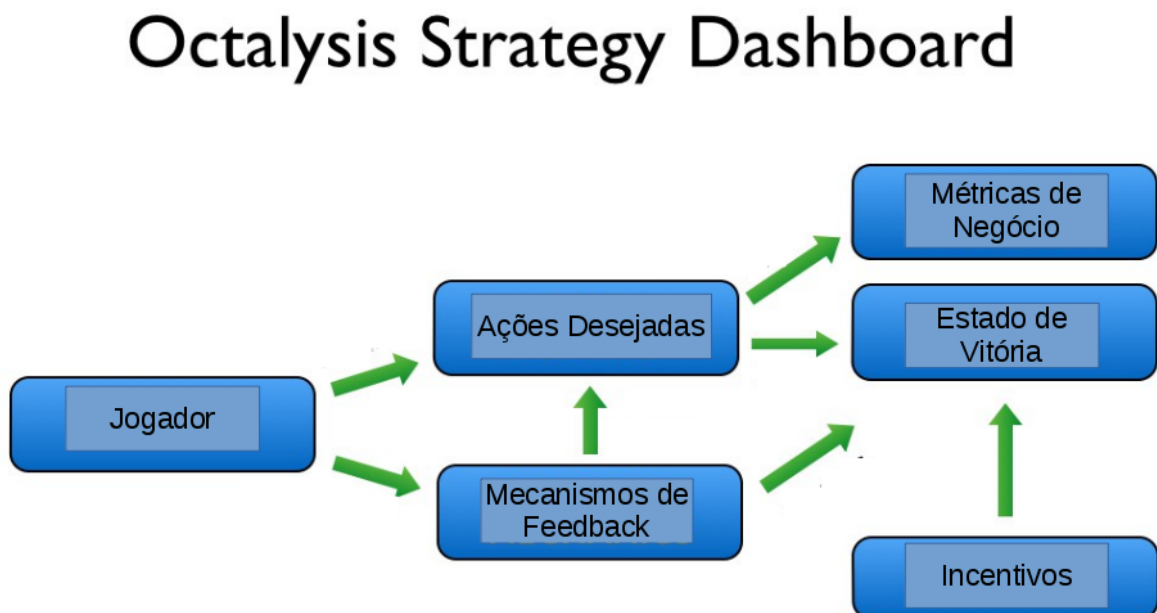 Octalysis Strategy Dashboard
Métricas de
Negócio
Ações Desejadas
Estado de
Vitória
Jogador
Mecanismos de
Feedback
Incentivos